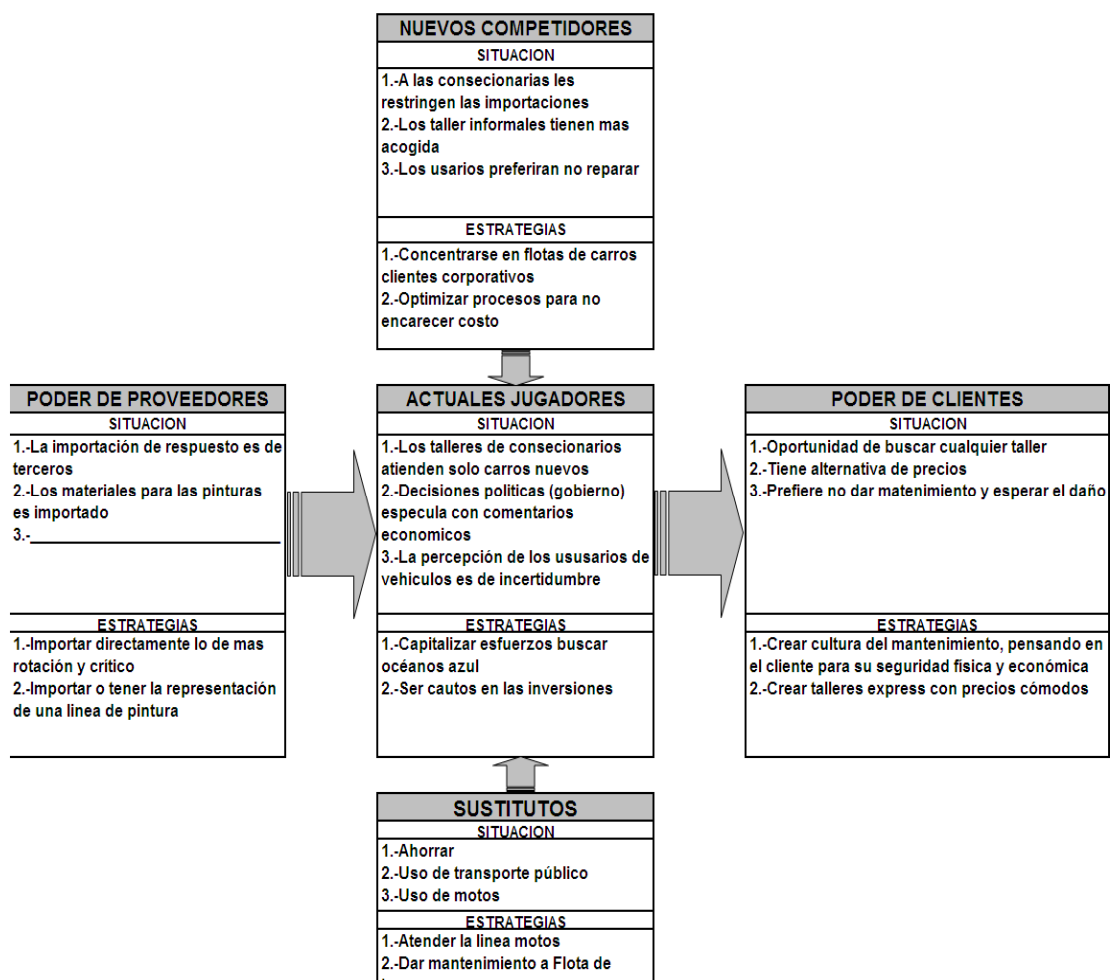 NUEVOS COMPETIDORES
SITUACION
1.-A las consecionarias les
restringen las importaciones
2.-Los taller informales tienen mas
acogida
3.-Los usarios preferiran no reparar
ESTRATEGIAS
1.-Concentrarse en flotas de carros
clientes corporativos
2.-Optimizar procesos para no
encarecer costo
PODER DE PROVEEDORES
SITUACION
1.-La importación de respuesto es de
terceros
2.-Los materiales para las pinturas
es importado
3.-___________________________
ESTRATEGIAS
1.-Importar directamente lo de mas
rotación y crítico
2.-Importar o tener la representación
de una linea de pintura
ACTUALES JUGADORES
SITUACION
1.-Los talleres de consecionarios
atienden solo carros nuevos
2.-Decisiones politicas (gobierno)
especula con comentarios
economicos
3.-La percepción de los ususarios de
vehiculos es de incertidumbre
ESTRATEGIAS
1.-Capitalizar esfuerzos buscar
océanos azul
2.-Ser cautos en las inversiones
PODER DE CLIENTES
SITUACION
1.-Oportunidad de buscar cualquier taller
2.-Tiene alternativa de precios
3.-Prefiere no dar matenimiento y esperar el daño
ESTRATEGIAS
1.-Crear cultura del mantenimiento, pensando en
el cliente para su seguridad fisica y económica
2.-Crear talleres express con precios cómodos
SUSTITUTOS
SITUACION
1.-Ahorrar
2.-Uso de transporte público
3.-Uso de motos
ESTRATEGIAS
1.-Atender la linea motos
2.-Dar mantenimiento a Flota de